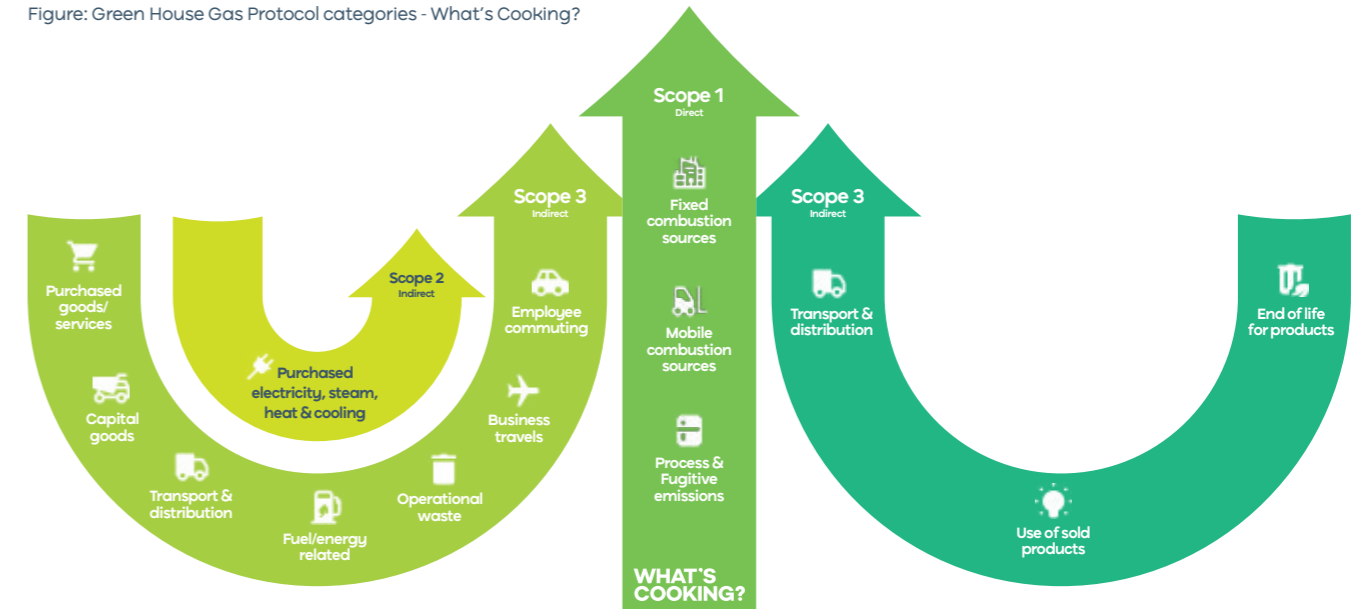 Figure: Green House Gas Protocol categories - What's Cooking?
Purchased
goods/
services
Capital
goods
Transport &
distribution
Fuel/energy
related
Operational
waste
Business
travels
Employee
commuting
Scope 3
Indirect
Purchased
electricity, steam,
heat & cooling
Scope 2
Indirect
Scope 1
Direct
Fixed
combustion
sources
Mobile
combustion
sources
Process &
Fugitive
emissions
WHAT'S
COOKING?
Scope 3
Indirect
Transport &
distribution
Use of sold
products
End of life
for products